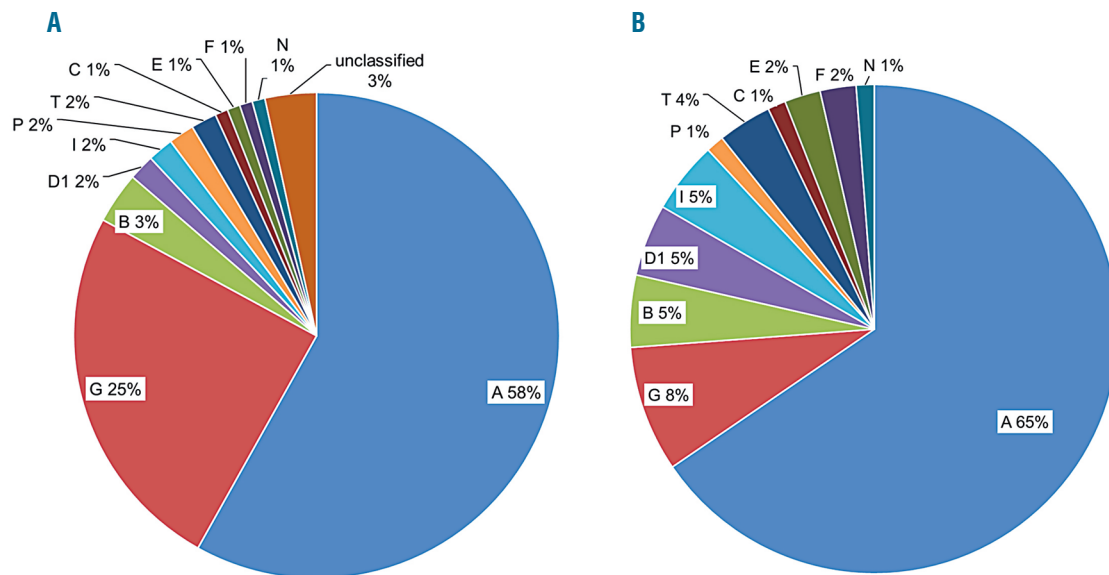 A
B
N
1%
F 1%
E 1%
C 1%
T 2%
P 2%
I 2%
D1 2%
B 3%
G 25%
A 58%
unclassified
3%
N 1%
F 2%
E 2%
C 1%
T 4%
P 1%
I 5%
D1 5%
B 5%
G 8%
A 65%